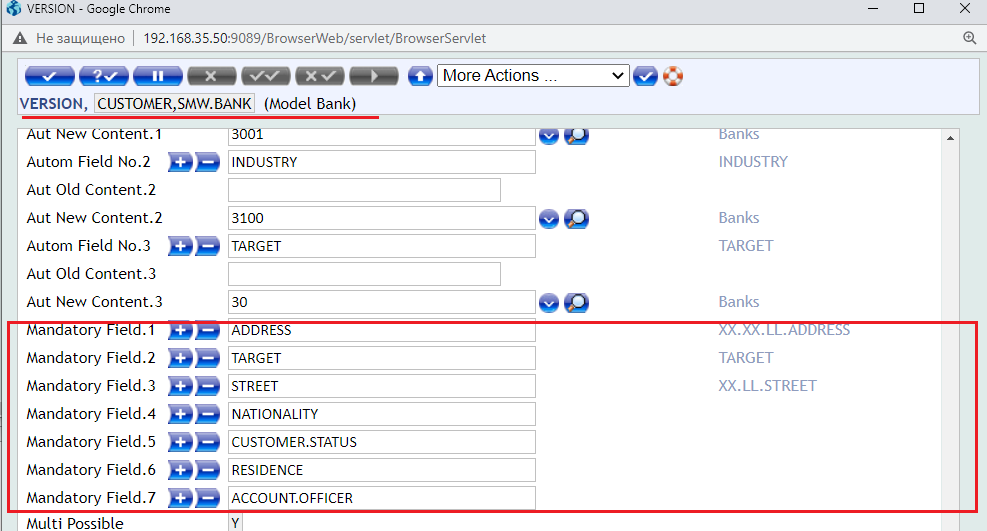 VERSION - Google Chrome
Не защищено 192.168.35.50:9089/BrowserWeb/servlet/BrowserServlet
More Actions ...
VERSION, CUSTOMER,SMW.BANK (Model Bank)
Aut New Content.1 3001 Banks
Autom Field No.2 INDUSTRY INDUSTRY
Aut Old Content.2
Aut New Content.2 3100 Banks
Autom Field No.3 TARGET TARGET
Aut Old Content.3
Aut New Content.3 30 Banks
Mandatory Field.1 ADDRESS XX.XX.LL.ADDRESS
Mandatory Field.2 TARGET TARGET
Mandatory Field.3 STREET XX.LL.STREET
Mandatory Field.4 NATIONALITY
Mandatory Field.5 CUSTOMER.STATUS
Mandatory Field.6 RESIDENCE
Mandatory Field.7 ACCOUNT.OFFICER
Multi Possible Y